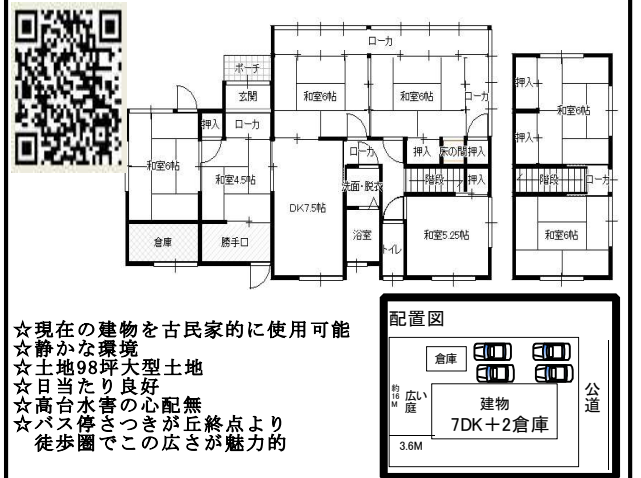 ローカ
ポーチ
玄関
和室6帖
和室6帖
ローカ
押入
和室6帖
押入
押入
ローカ
和室6帖
和室4.5帖
ローカ
押入
床の間
押入
洗面・脱衣
階段
押入
階段
ローカ
DK7.5帖
倉庫
勝手口
浴室
トイレ
和室5.25帖
和室6帖
☆現在の建物を古民家的に使用可能
☆静かな環境
☆土地98坪大型土地
☆日当たり良好
☆高台水害の心配無
☆バス停さつきが丘終点より
徒歩圏でこの広さが魅力的
配置図
倉庫
約16M
広い
庭
建物
7DK＋2倉庫
公道
3.6M